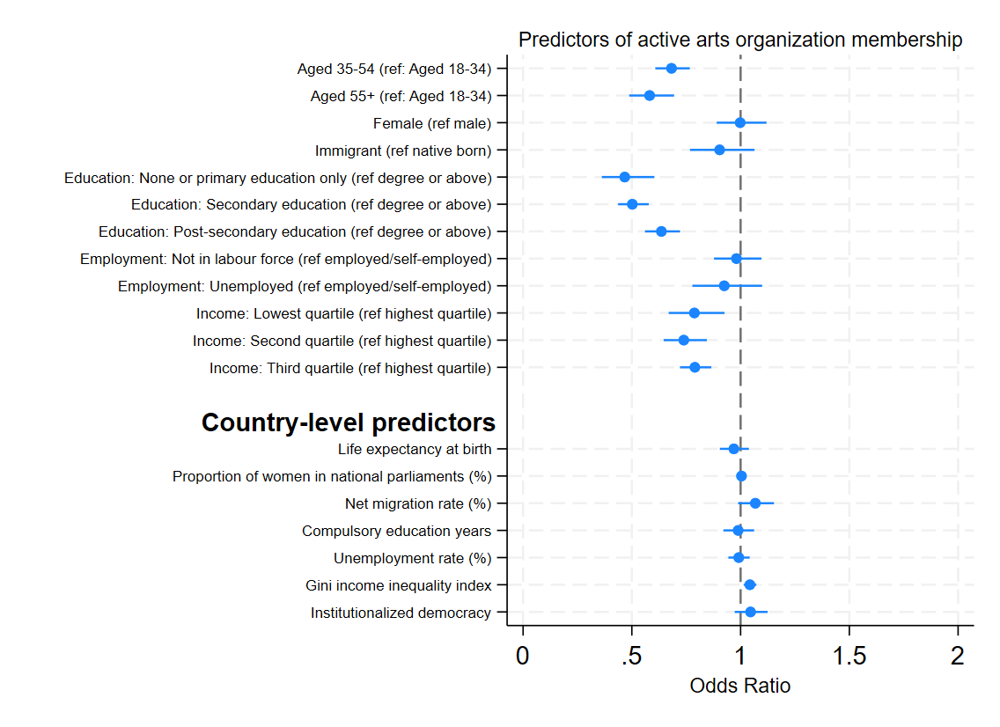 Predictors of active arts organization membership
Aged 35-54 (ref: Aged 18-34)
Aged 55+ (ref: Aged 18-34)
Female (ref male)
Immigrant (ref native born)
Education: None or primary education only (ref degree or above)
Education: Secondary education (ref degree or above)
Education: Post-secondary education (ref degree or above)
Employment: Not in labour force (ref employed/self-employed)
Employment: Unemployed (ref employed/self-employed)
Income: Lowest quartile (ref highest quartile)
Income: Second quartile (ref highest quartile)
Income: Third quartile (ref highest quartile)
Country-level predictors
Life expectancy at birth
Proportion of women in national parliaments (%)
Net migration rate (%)
Compulsory education years
Unemployment rate (%)
Gini income inequality index
Institutionalized democracy
0 .5 1 1.5 2
Odds Ratio